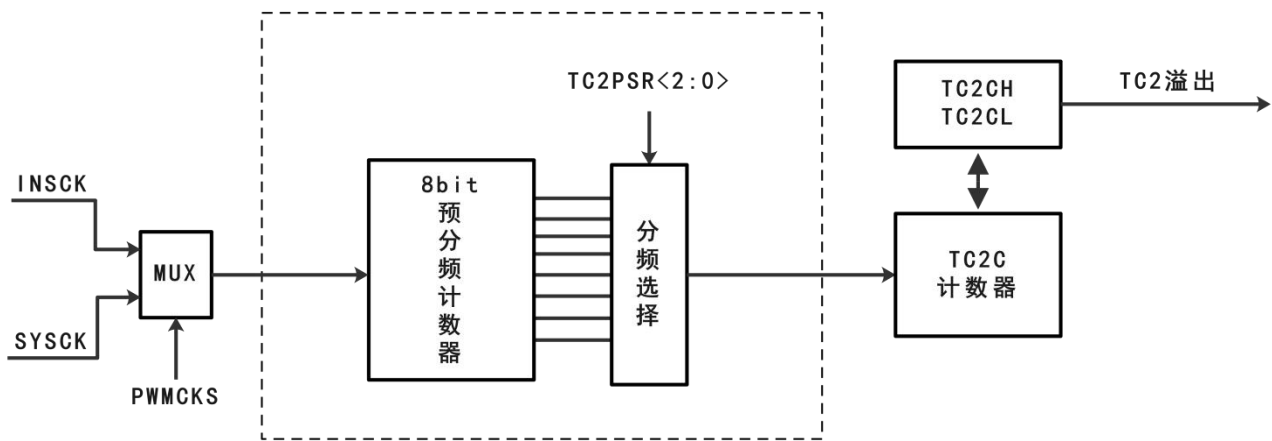 TC2PSR<2:0>
TC2CH
TC2CL
TC2溢出
INSCK
MUX
SYSCK
PWMCKS
8bit
预
分
频
计
数
器
分
频
选
择
TC2C
计数器